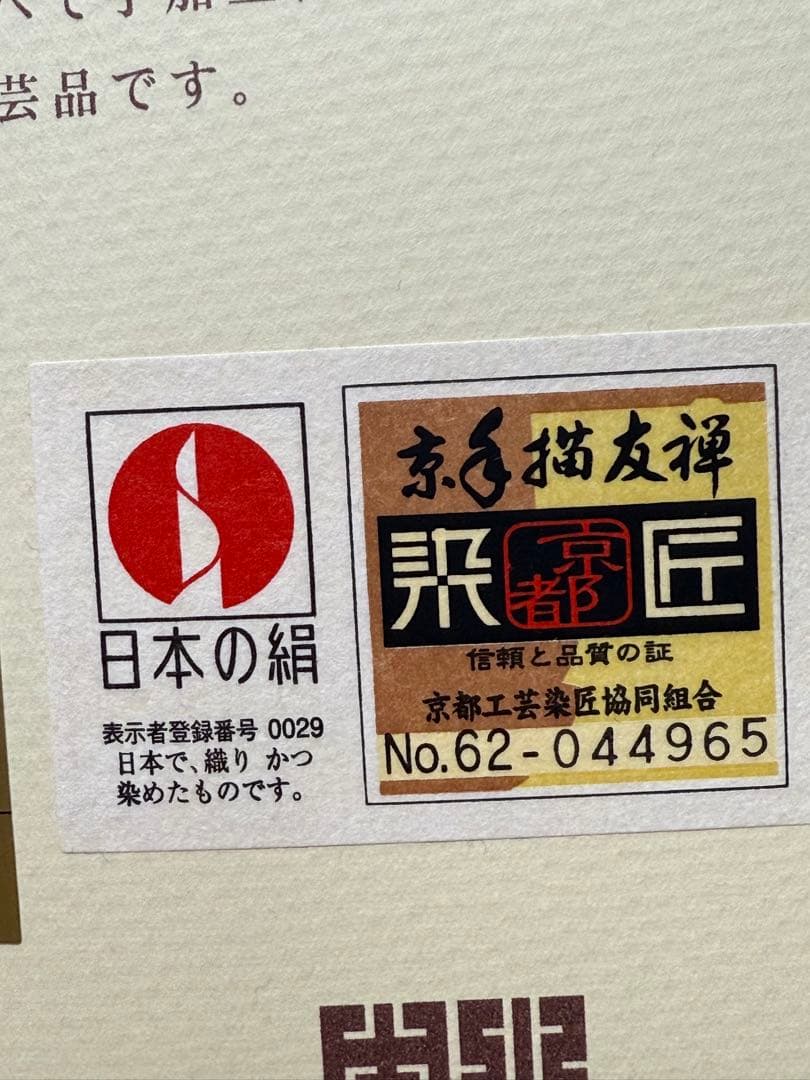 芸品です。
日本の絹
表示者登録番号 0029
日本で、織り かつ
染めたものです。
京手描友禅
染 京都 匠
信頼と品質の証
京都工芸染匠協同組合
No.62-044965